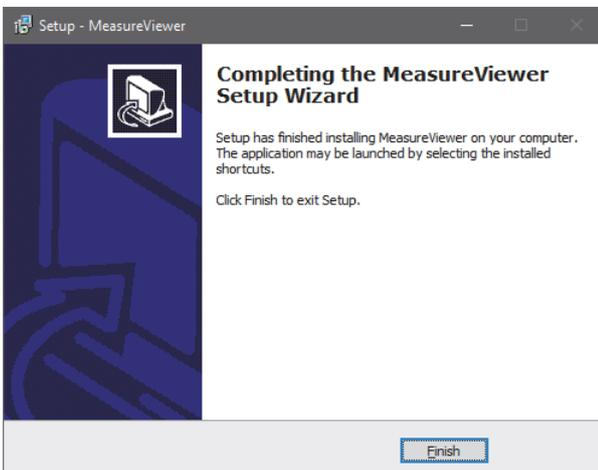 Setup - MeasureViewer
Completing the MeasureViewer
Setup Wizard
Setup has finished installing MeasureViewer on your computer.
The application may be launched by selecting the installed
shortcuts.
Click Finish to exit Setup.
Finish